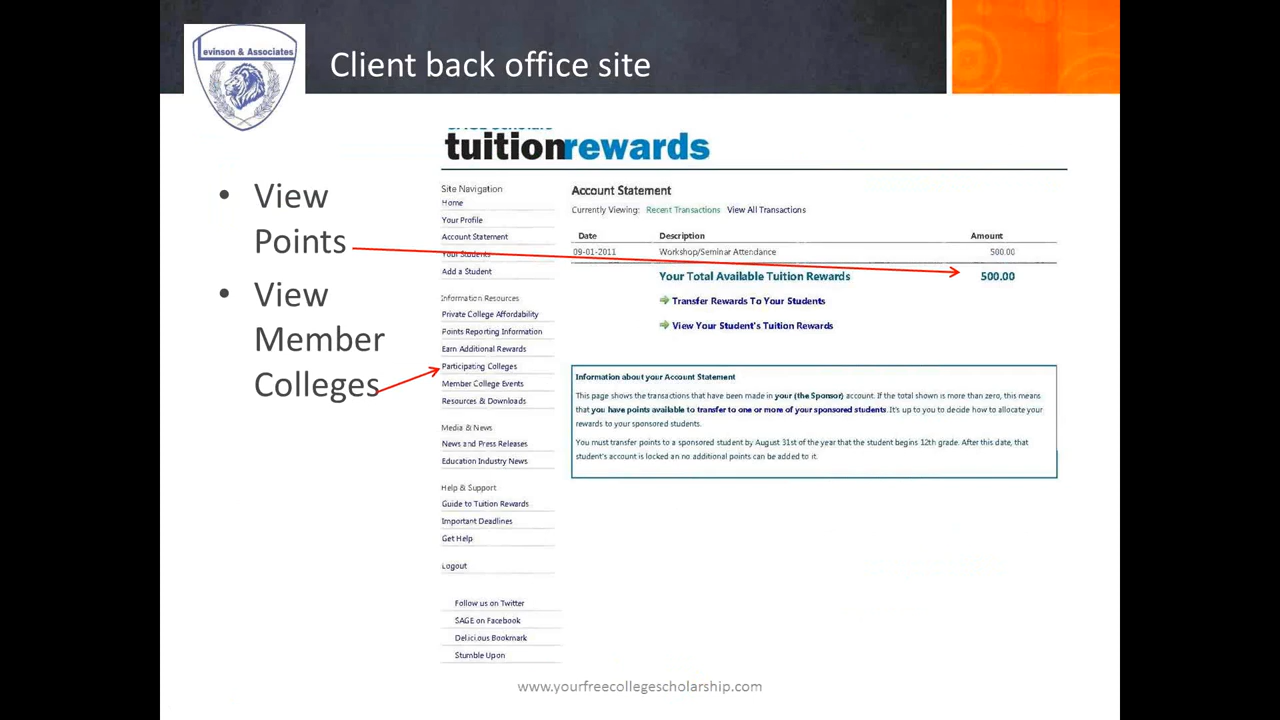 Levinson & Associates
Client back office site
• View
Points
• View
Member
Colleges
tuitionrewards
Site Navigation
Home
Your Profile
Account Statement
Your Students
Add a Student
Information Resources
Private College Affordability
Points Reporting Information
Earn Additional Rewards
Participating Colleges
Member College Events
Resources & Downloads
Media & News
News and Press Releases
Education Industry News
Help & Support
Guide to Tuition Rewards
Important Deadlines
Get Help
Logout
Follow us on Twitter
SAGE on Facebook
Delicious Bookmark
Stumble Upon
Account Statement
Currently Viewing: Recent Transactions View All Transactions
Date Description Amount
09-01-2011 Workshop/Seminar Attendance 500.00
Your Total Available Tuition Rewards 500.00
Transfer Rewards To Your Students
View Your Student's Tuition Rewards
Information about your Account Statement
This page shows the transactions that have been made in your (the Sponsor) account. If the total shown is more than zero, this means
that you have points available to transfer to one or more of your sponsored students. It's up to you to decide how to allocate your
rewards to your sponsored students.
You must transfer points to a sponsored student by August 31st of the year that the student begins 12th grade. After this date, that
student's account is locked an no additional points can be added to it.
www.yourfreecollegescholarship.com